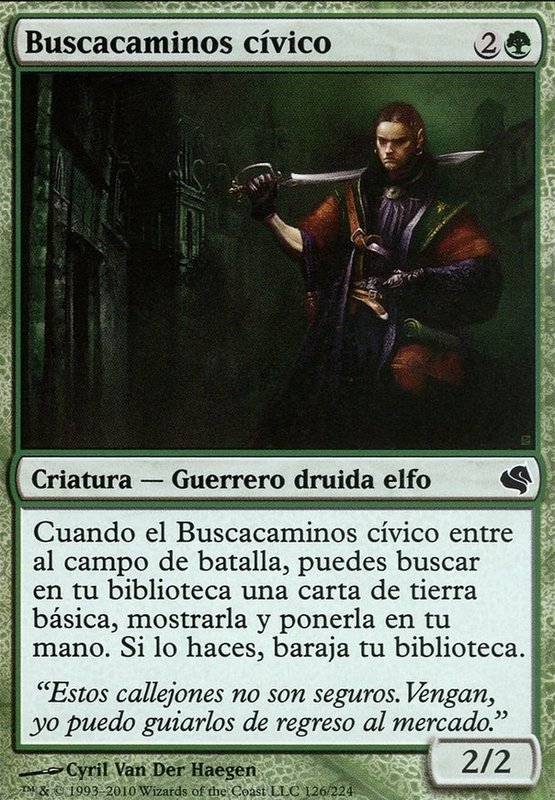 Buscacaminos cívico 2
Criatura — Guerrero druida elfo
Cuando el Buscacaminos cívico entre
al campo de batalla, puedes buscar
en tu biblioteca una carta de tierra
básica, mostrarla y ponerla en tu
mano. Si lo haces, baraja tu biblioteca.
“Estos callejones no son seguros. Vengan,
yo puedo guiarlos de regreso al mercado.”
2/2
Cyril Van Der Haegen
™ & © 1993–2010 Wizards of the Coast LLC 126/224